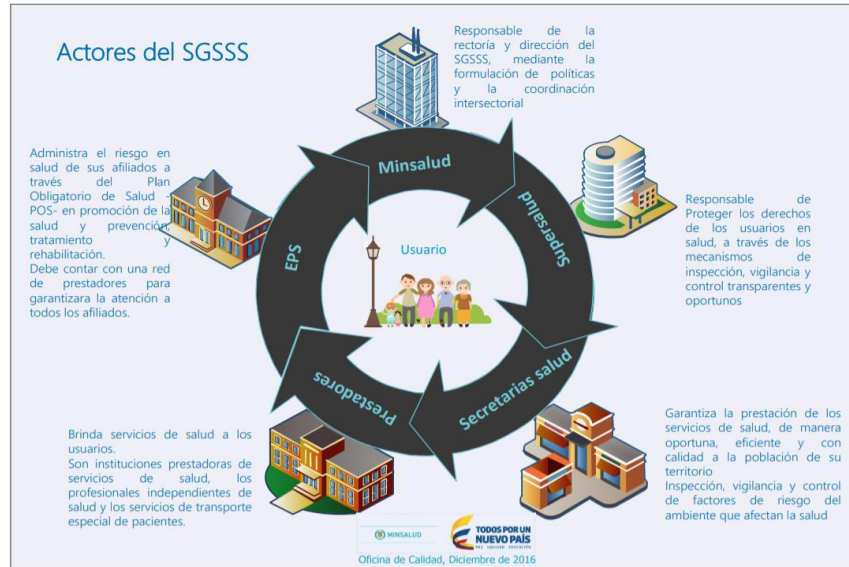 Actores del SGSSS
Responsable de la
rectoría y dirección del
SGSSS, mediante la
formulación de políticas
y la coordinación
intersectorial
Minsalud
Administra el riesgo en
salud de sus afiliados a
través del Plan
Obligatorio de Salud -
POS- en promoción de la
salud y prevención,
tratamiento y
rehabilitación.
Debe contar con una red
de prestadores para
garantizara la atención a
todos los afiliados.
Supersalud
Responsable de
Proteger los derechos
de los usuarios en
salud, a través de los
mecanismos de
inspección, vigilancia y
control transparentes y
oportunos
Usuario
EPS
Prestadores
Secretarias salud
Brinda servicios de salud a los
usuarios.
Son instituciones prestadoras de
servicios de salud, los
profesionales independientes de
salud y los servicios de transporte
especial de pacientes.
Garantiza la prestación de los
servicios de salud, de manera
oportuna, eficiente y con
calidad a la población de su
territorio
Inspección, vigilancia y control
de factores de riesgo del
ambiente que afectan la salud
MINSALUD
TODOS POR UN
NUEVO PAÍS
PAZ EQUIDAD EDUCACIÓN
Oficina de Calidad, Diciembre de 2016